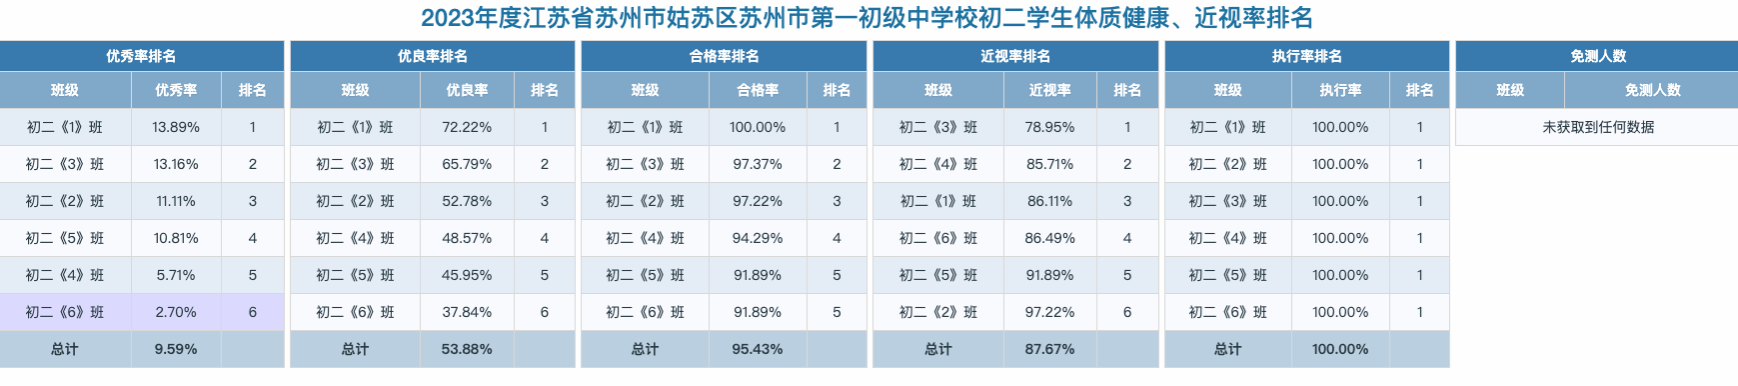 2023年度江苏省苏州市姑苏区苏州市第一初级中学校初二学生体质健康、近视率排名
优秀率排名 优良率排名 合格率排名 近视率排名 执行率排名 免测人数
班级 优秀率 排名 班级 优良率 排名 班级 合格率 排名 班级 近视率 排名 班级 执行率 排名 班级 免测人数
初二《1》班 13.89% 1 初二《1》班 72.22% 1 初二《1》班 100.00% 1 初二《3》班 78.95% 1 初二《1》班 100.00% 1 未获取到任何数据
初二《3》班 13.16% 2 初二《3》班 65.79% 2 初二《3》班 97.37% 2 初二《4》班 85.71% 2 初二《2》班 100.00% 1
初二《2》班 11.11% 3 初二《2》班 52.78% 3 初二《2》班 97.22% 3 初二《1》班 86.11% 3 初二《3》班 100.00% 1
初二《5》班 10.81% 4 初二《4》班 48.57% 4 初二《4》班 94.29% 4 初二《6》班 86.49% 4 初二《4》班 100.00% 1
初二《4》班 5.71% 5 初二《5》班 45.95% 5 初二《5》班 91.89% 5 初二《5》班 91.89% 5 初二《5》班 100.00% 1
初二《6》班 2.70% 6 初二《6》班 37.84% 6 初二《6》班 91.89% 5 初二《2》班 97.22% 6 初二《6》班 100.00% 1
总计 9.59% 总计 53.88% 总计 95.43% 总计 87.67% 总计 100.00%